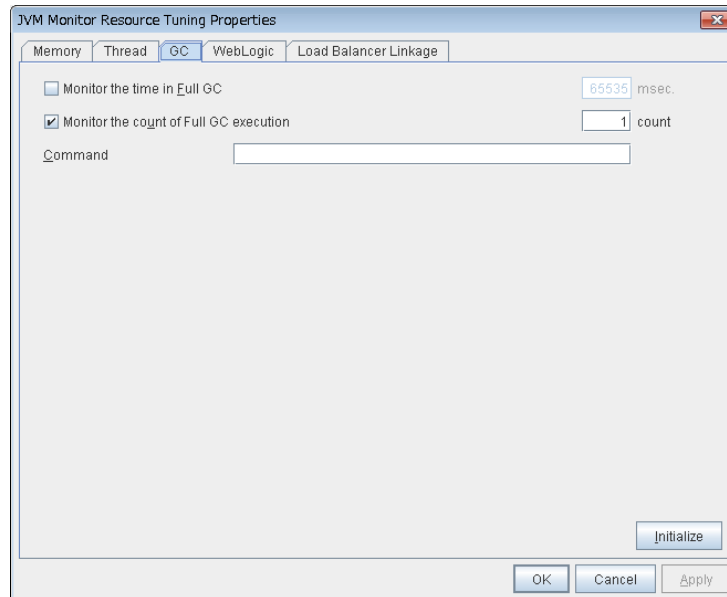 JVM Monitor Resource Tuning Properties
Memory Thread GC WebLogic Load Balancer Linkage
Monitor the time in Full GC 65535 msec.
Monitor the count of Full GC execution 1 count
Command
Initialize
OK Cancel Apply